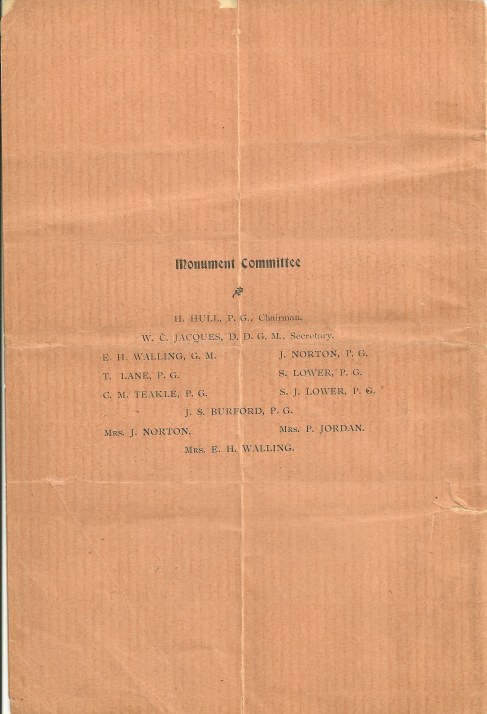 Monument Committee
H. HULL, P. G., Chairman.
W. C. JACQUES, D. D. G. M., Secretary.
E. H. WALLING, G. M. J. NORTON, P. G.
T. LANE, P. G. S. LOWER, P. G.
C. M. TEAKLE, P. G. S. J. LOWER, P. G.
J. S. BURFORD, P. G.
MRS. J. NORTON. MRS. P. JORDAN.
MRS. E. H. WALLING.